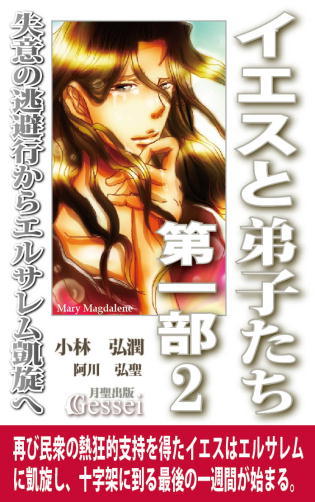 イエスと弟子たち
第一部2
失意の逃避行からエルサレム凱旋へ
Mary Magdalene
小林 弘潤
阿川 弘聖
月聖出版
Gessei
再び民衆の熱狂的支持を得たイエスはエルサレム
に凱旋し、十字架に到る最後の一週間が始まる。